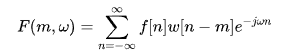 F(m, ω) = ∑_{n=−∞}^{∞} f[n]w[n − m]e^{−jωn}